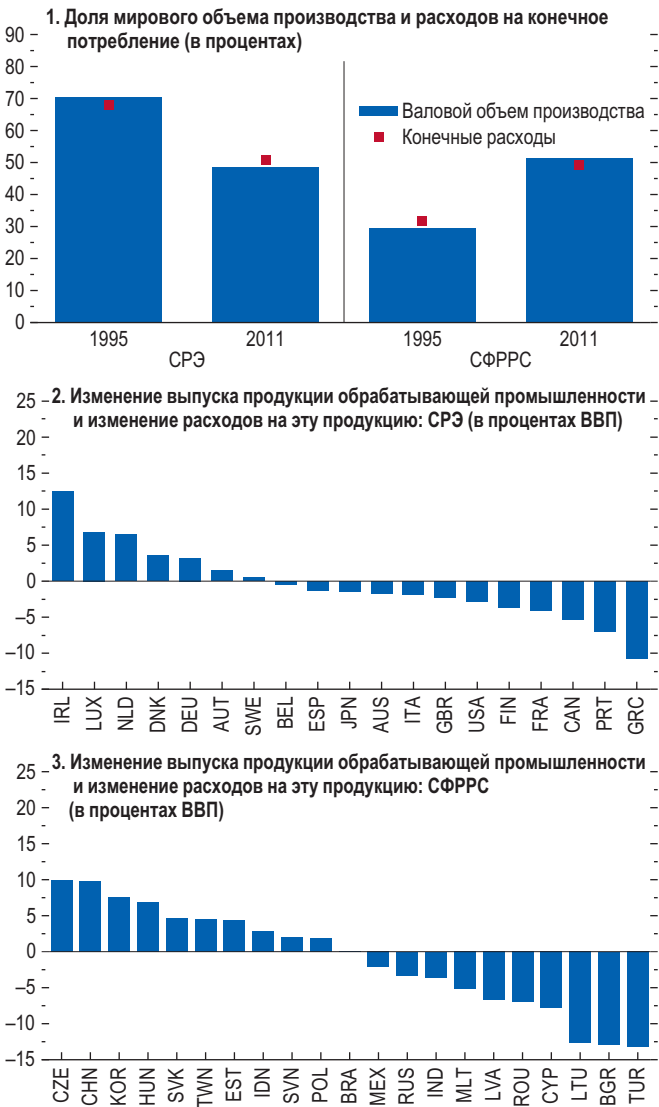 1. Доля мирового объема производства и расходов на конечное
потребление (в процентах)
90
80
70
60
50
40
30
20
10
0
Валовой объем производства
Конечные расходы
1995 2011 1995 2011
СРЭ СФРРС
2. Изменение выпуска продукции обрабатывающей промышленности
и изменение расходов на эту продукцию: СРЭ (в процентах ВВП)
25
20
15
10
5
0
–5
–10
–15
IRL LUX NLD DNK DEU AUT SWE BEL ESP JPN AUS ITA GBR USA FIN FRA CAN PRT GRC
3. Изменение выпуска продукции обрабатывающей промышленности
и изменение расходов на эту продукцию: СФРРС
(в процентах ВВП)
25
20
15
10
5
0
–5
–10
–15
CZE CHN KOR HUN SVK TWN EST IDN SVN POL BRA MEX RUS IND MLT LVA ROU CYP LTU BGR TUR